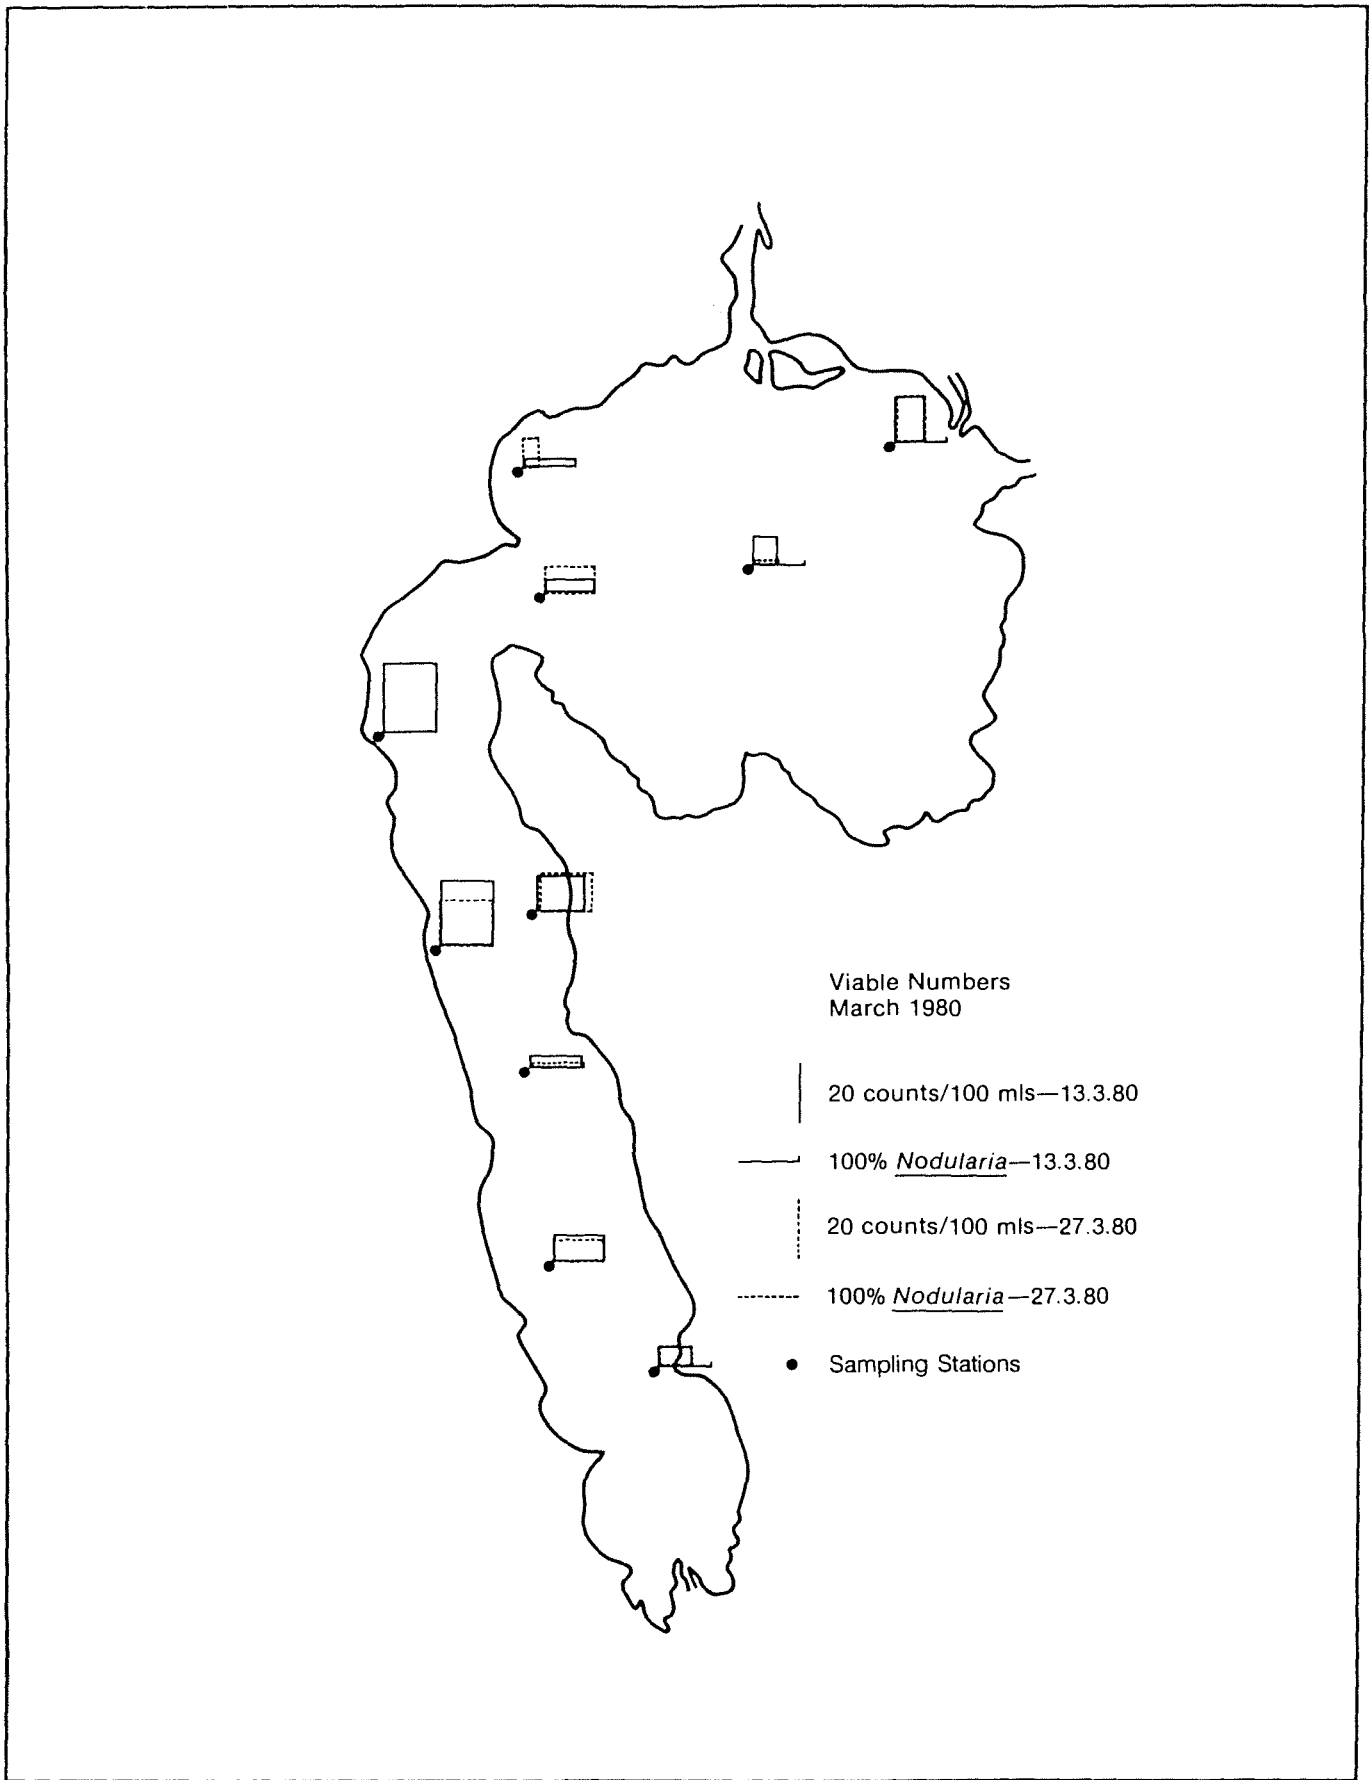 Viable Numbers
March 1980
20 counts/100 mls—13.3.80
100% Nodularia—13.3.80
20 counts/100 mls—27.3.80
100% Nodularia—27.3.80
Sampling Stations